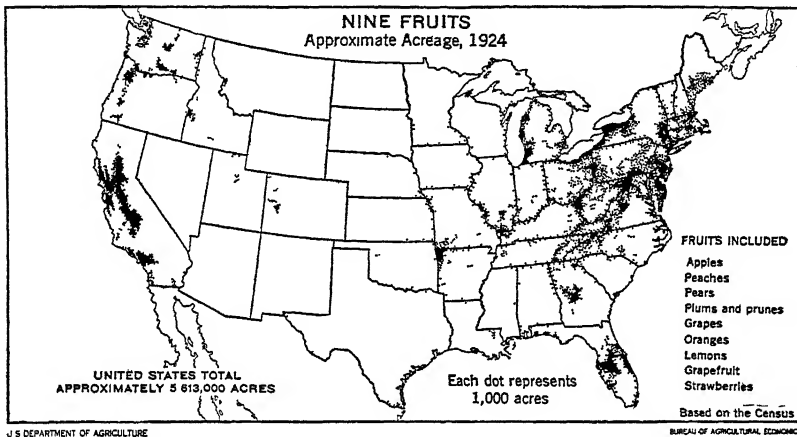 NINE FRUITS
Approximate Acreage, 1924
FRUITS INCLUDED
Apples
Peaches
Pears
Plums and prunes
Grapes
Oranges
Lemons
Grapefruit
Strawberries
UNITED STATES TOTAL
APPROXIMATELY 5 613,000 ACRES
Each dot represents
1,000 acres
Based on the Census
U S DEPARTMENT OF AGRICULTURE
BUREAU OF AGRICULTURAL ECONOMIC